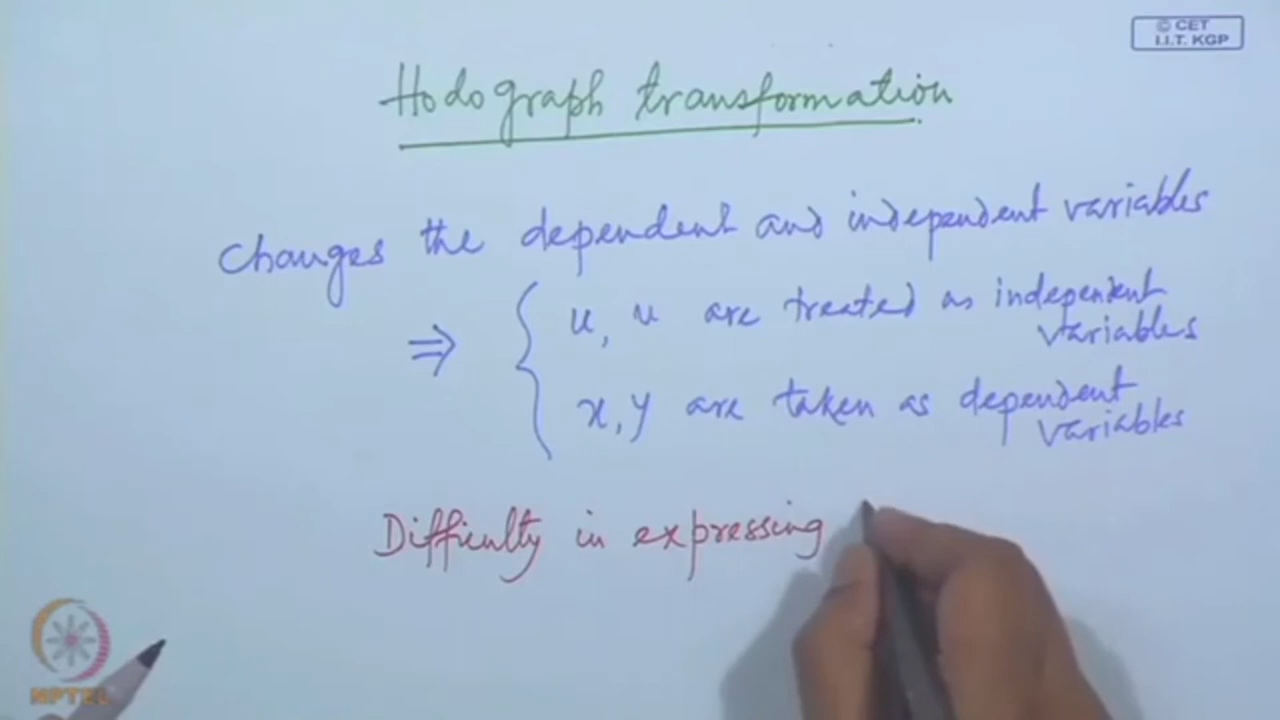 © CET
I.I.T. KGP
Hodograph transformation
Changes the dependent and independent variables
⇒ { u, u are treated as independent
variables
x, y are taken as dependent
variables
Difficulty in expressing
NPTEL